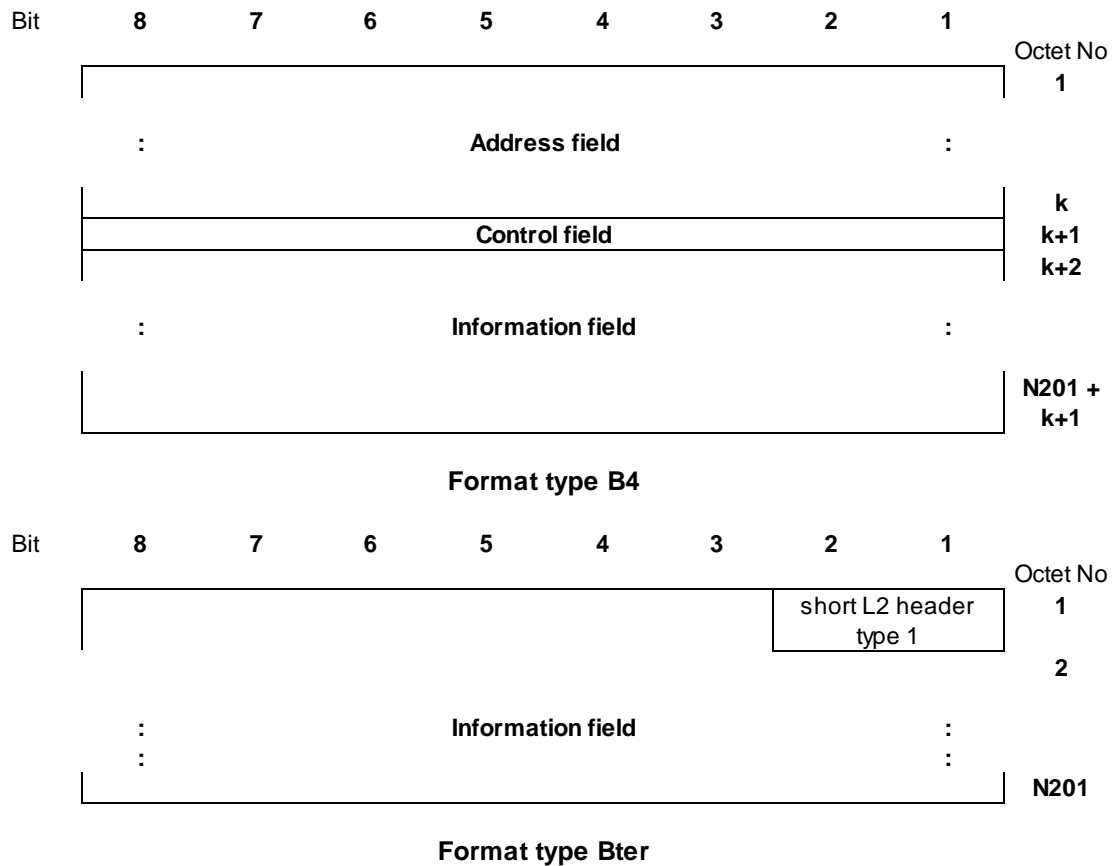 Bit 8 7 6 5 4 3 2 1
Octet No
1
: Address field :
k
Control field k+1
k+2
: Information field :
N201 +
k+1
Format type B4
Bit 8 7 6 5 4 3 2 1
Octet No
short L2 header 1
type 1
2
: Information field :
: :
N201
Format type Bter